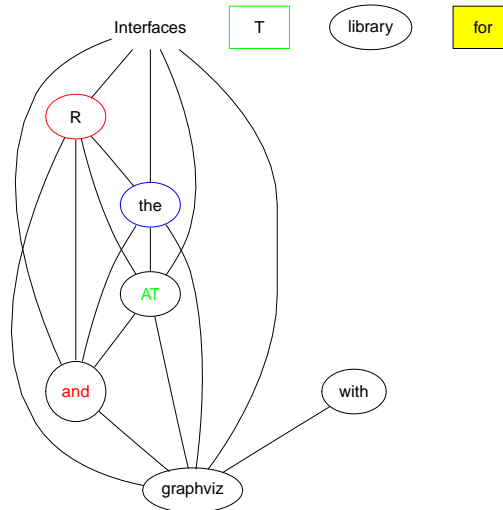 Interfaces
T
library
for
R
the
AT
and
with
graphviz